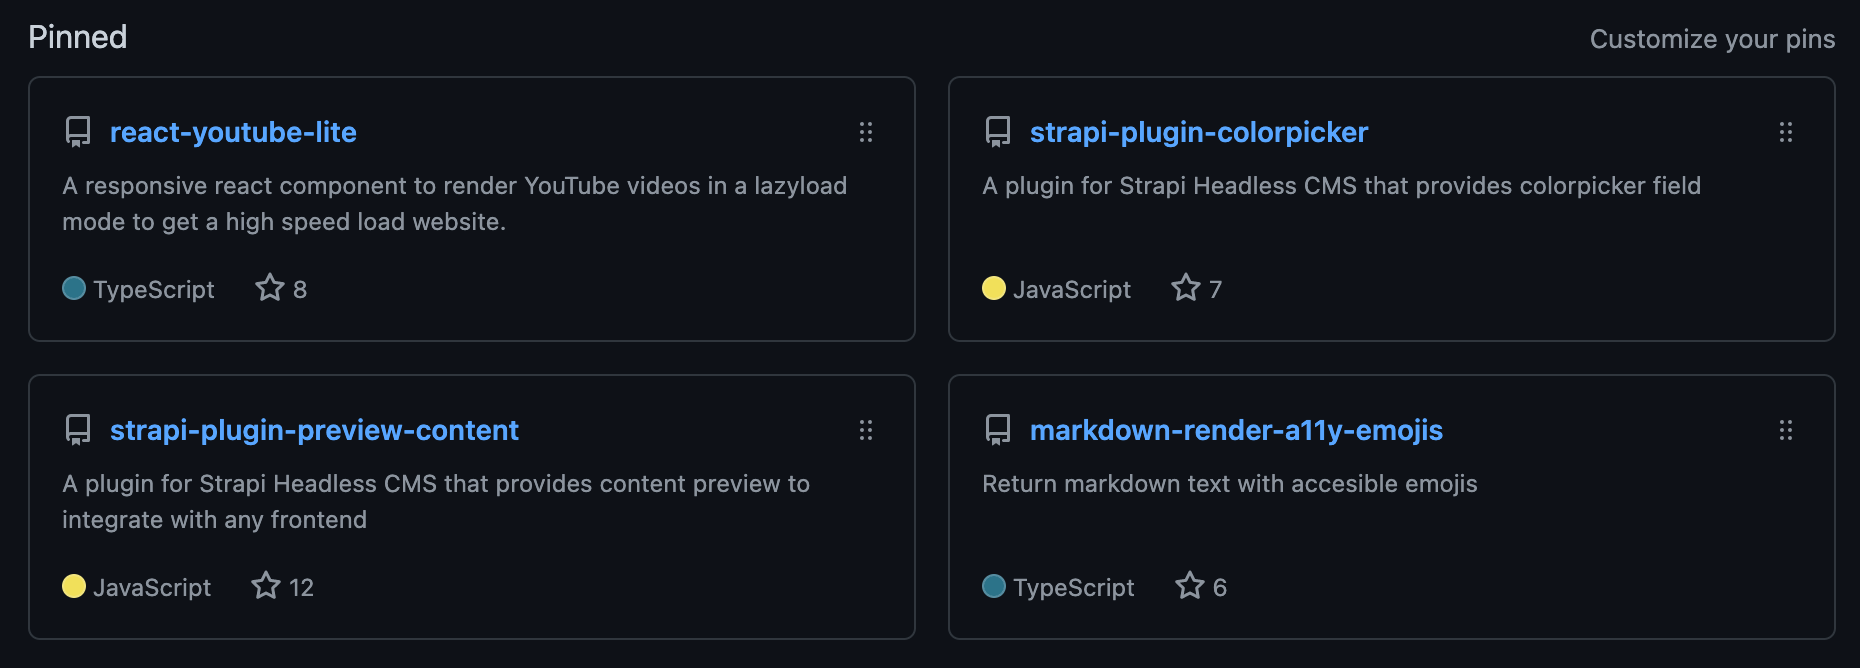 Pinned
Customize your pins
react-youtube-lite
A responsive react component to render YouTube videos in a lazyload
mode to get a high speed load website.
TypeScript 8
strapi-plugin-colorpicker
A plugin for Strapi Headless CMS that provides colorpicker field
JavaScript 7
strapi-plugin-preview-content
A plugin for Strapi Headless CMS that provides content preview to
integrate with any frontend
JavaScript 12
markdown-render-a11y-emojis
Return markdown text with accesible emojis
TypeScript 6